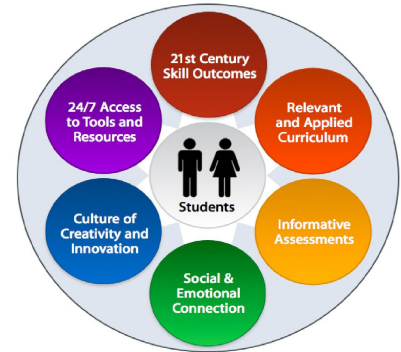 21st Century
Skill Outcomes
Relevant
and Applied
Curriculum
Informative
Assessments
Social &
Emotional
Connection
Culture of
Creativity and
Innovation
24/7 Access
to Tools and
Resources
Students